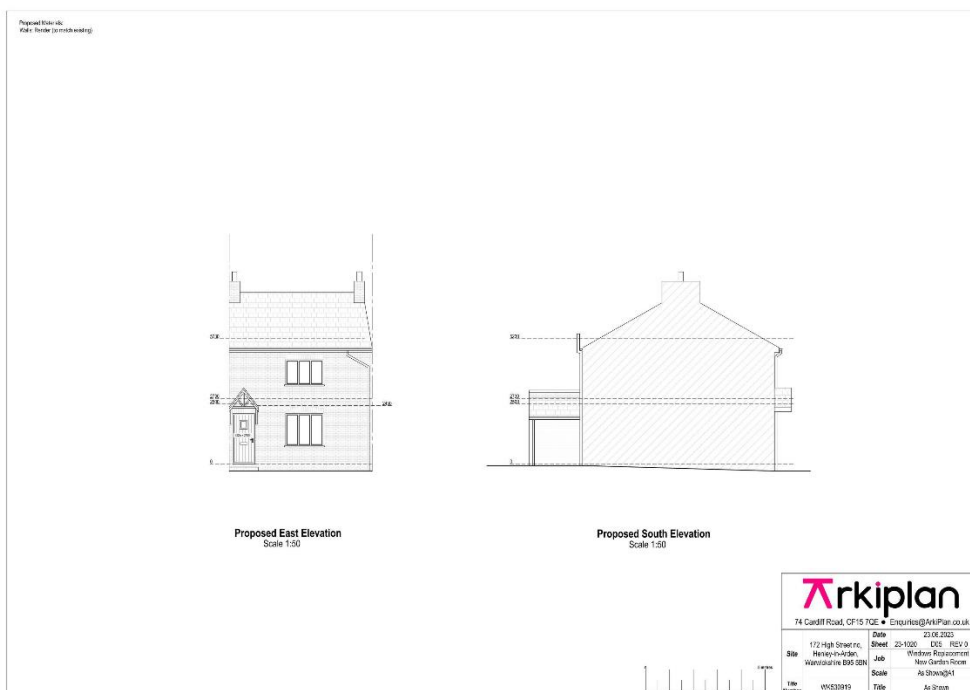 Proposed Materials:
Walls: Render (to match existing)
Proposed East Elevation
Scale 1:50
Proposed South Elevation
Scale 1:50
Arkiplan
74 Cardiff Road, CF15 7QE ● Enquiries@ArkiPlan.co.uk
Site
172 High Street,
Henley-in-Arden,
Warwickshire B95 5BN
Date 23.08.2023
Sheet 23-1020 D05 REV 0
Job Windows Replacement
New Garden Room
Scale As Shown@A1
Title WK539919
Title As Shown